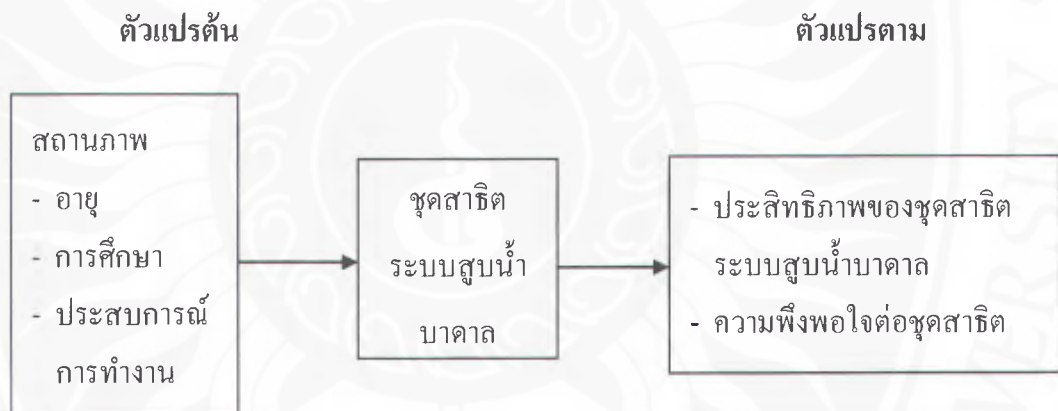 ตัวแปรต้น
ตัวแปรตาม
สถานภาพ
- อายุ
- การศึกษา
- ประสบการณ์
การทำงาน
ชุดสาธิต
ระบบสูบน้ำ
บาดาล
- ประสิทธิภาพของชุดสาธิต
ระบบสูบน้ำบาดาล
- ความพึงพอใจต่อชุดสาธิต
VERSITY